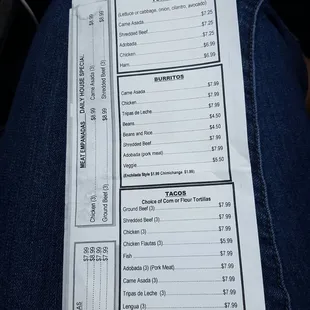 (Lettuce or cabbage, onion, cilantro, avocado)
Carne Asada $7.25
Shredded Beef $7.25
Adobada $6.99
Chicken $6.99
Ham
BURRITOS
Carne Asada $7.99
Chicken $7.99
Tripas de Leche $7.99
Beans $4.50
Beans and Rice $4.50
Shredded Beef $7.99
Adobada (pork meat) $7.99
Veggie $5.50
(Enchilada Style $1.99 Chimichanga $1.99)
TACOS
Choice of Corn or Flour Tortillas
Ground Beef (3) $7.99
Shredded Beef (3) $7.99
Chicken (3) $7.99
Chicken Flautas (3) $5.99
Fish $7.99
Adobada (3) (Pork Meat) $7.99
Carne Asada (3) $7.99
Tripas de Leche (3) $7.99
Lengua (3)
MEAT EMPANADAS DAILY HOUSE SPECIAL
Chicken (3) $8.99 Carne Asada (3) $8.99
Ground Beef (3) $8.99 Shredded Beef (3) $8.99
$7.99
$8.99
$7.99
$7.99